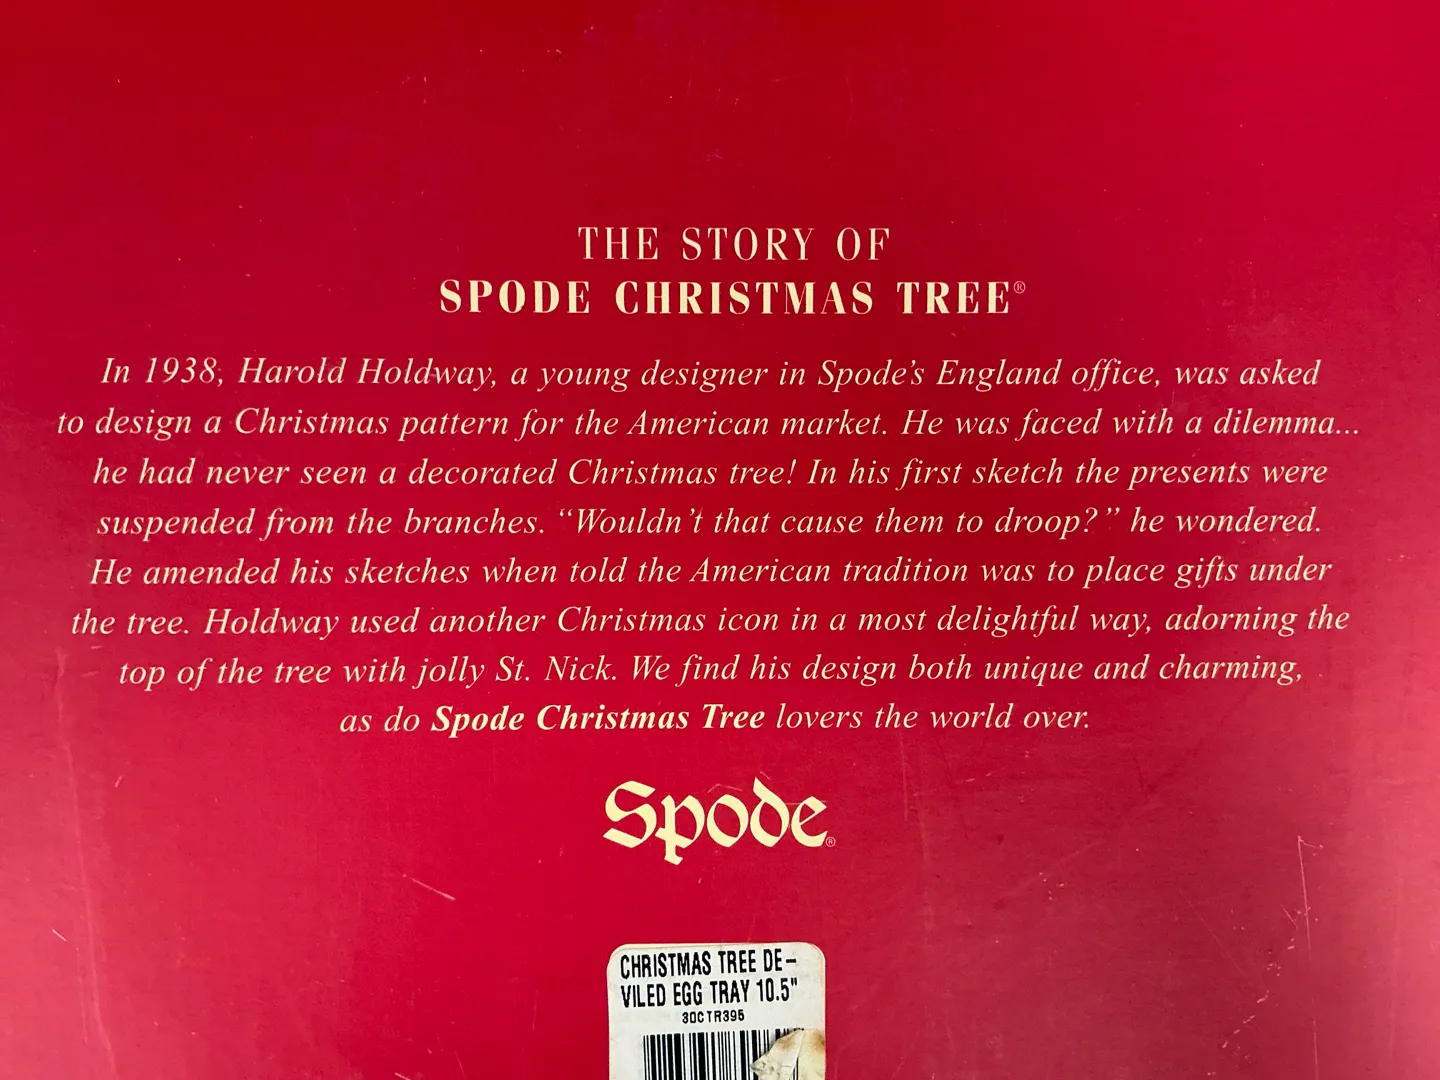 THE STORY OF
SPODE CHRISTMAS TREE®
In 1938, Harold Holdway, a young designer in Spode's England office, was asked
to design a Christmas pattern for the American market. He was faced with a dilemma...
he had never seen a decorated Christmas tree! In his first sketch the presents were
suspended from the branches. “Wouldn't that cause them to droop?” he wondered.
He amended his sketches when told the American tradition was to place gifts under
the tree. Holdway used another Christmas icon in a most delightful way, adorning the
top of the tree with jolly St. Nick. We find his design both unique and charming,
as do Spode Christmas Tree lovers the world over.
Spode®
CHRISTMAS TREE DE-
VILED EGG TRAY 10.5"
30CTR395